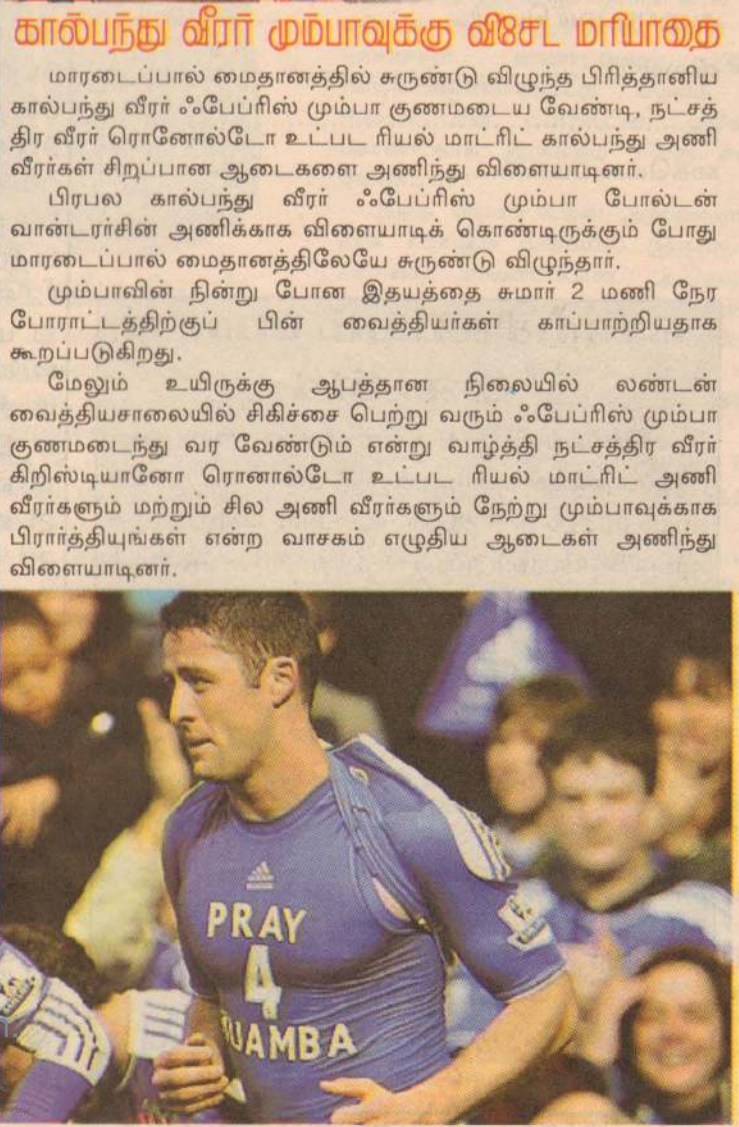 கால்பந்து வீரர் மும்பாவுக்கு விசேட மரியாதை
மாரடைப்பால் மைதானத்தில் சுருண்டு விழுந்த பிரித்தானிய
கால்பந்து வீரர் ஃபேப்ரிஸ் மும்பா குணமடைய வேண்டி, நட்சத்
திர வீரர் ரொனோல்டோ உட்பட ரியல் மாட்ரிட் கால்பந்து அணி
வீரர்கள் சிறப்பான ஆடைகளை அணிந்து விளையாடினர்.
பிரபல கால்பந்து வீரர் ஃபேப்ரிஸ் மும்பா போல்டன்
வான்டரர்சின் அணிக்காக விளையாடிக் கொண்டிருக்கும் போது
மாரடைப்பால் மைதானத்திலேயே சுருண்டு விழுந்தார்.
மும்பாவின் நின்று போன இதயத்தை சுமார் 2 மணி நேர
போராட்டத்திற்குப் பின் வைத்தியர்கள் காப்பாற்றியதாக
கூறப்படுகிறது.
மேலும் உயிருக்கு ஆபத்தான நிலையில் லண்டன்
வைத்தியசாலையில் சிகிச்சை பெற்று வரும் ஃபேப்ரிஸ் மும்பா
குணமடைந்து வர வேண்டும் என்று வாழ்த்தி நட்சத்திர வீரர்
கிறிஸ்டியானோ ரொனால்டோ உட்பட ரியல் மாட்ரிட் அணி
வீரர்களும் மற்றும் சில அணி வீரர்களும் நேற்று மும்பாவுக்காக
பிரார்த்தியுங்கள் என்ற வாசகம் எழுதிய ஆடைகள் அணிந்து
விளையாடினர்.
adidas
PRAY
4
UAMBA